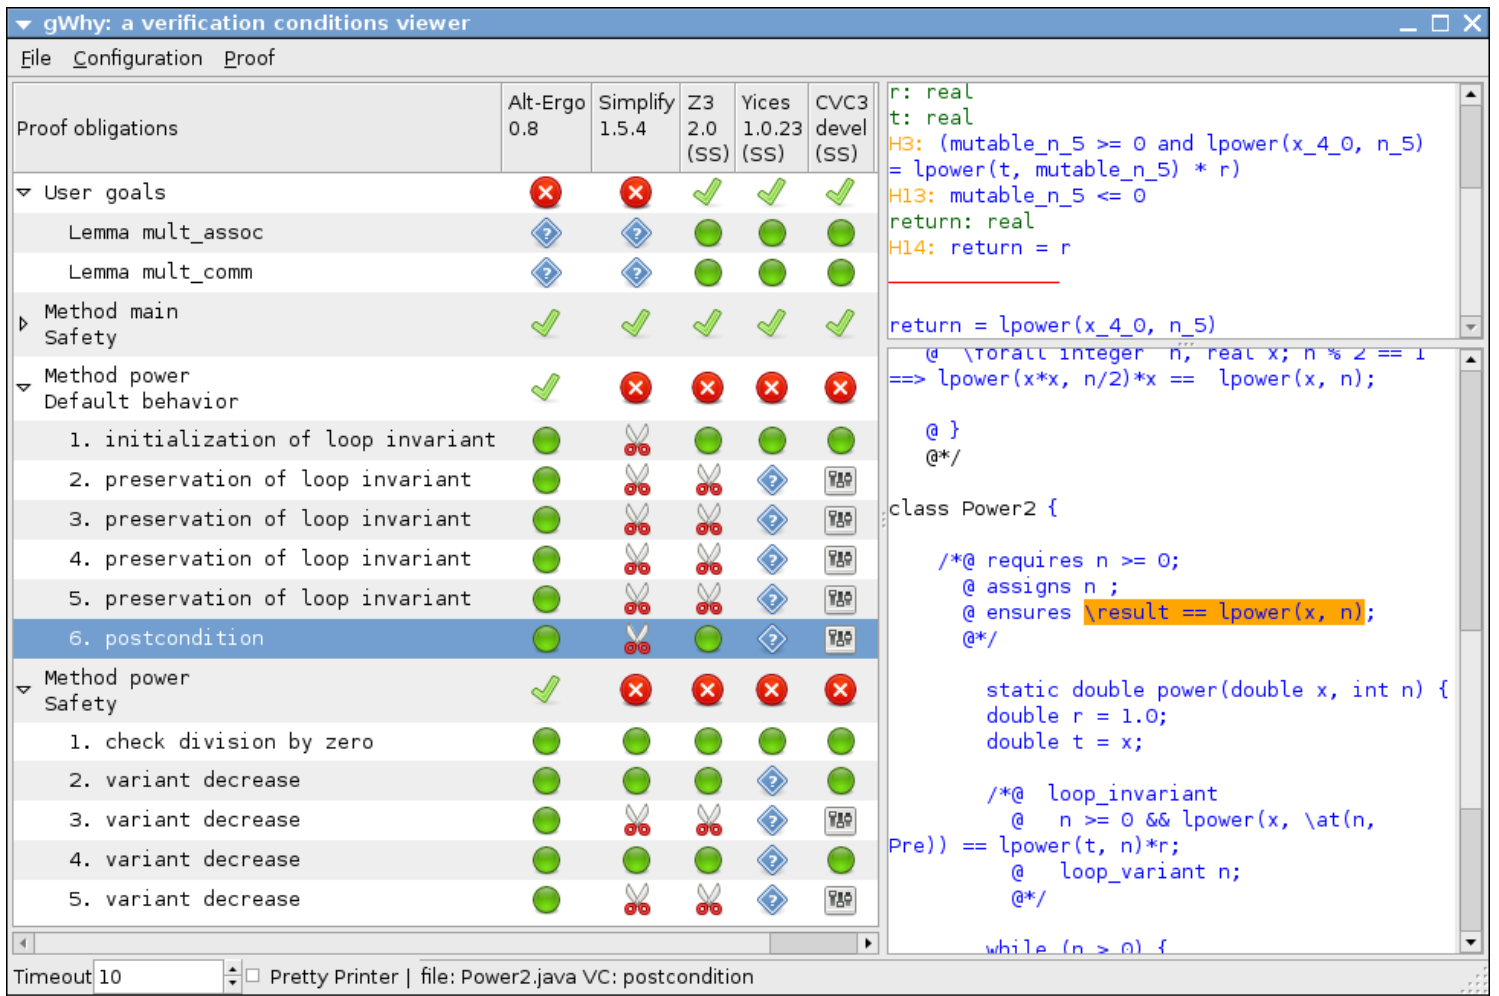 gWhy: a verification conditions viewer
File Configuration Proof
Proof obligations
Alt-Ergo
0.8
Simplify
1.5.4
Z3
2.0
(SS)
Yices
1.0.23
(SS)
CVC3
devel
(SS)
User goals
Lemma mult_assoc
Lemma mult_comm
Method main
Safety
Method power
Default behavior
1. initialization of loop invariant
2. preservation of loop invariant
3. preservation of loop invariant
4. preservation of loop invariant
5. preservation of loop invariant
6. postcondition
Method power
Safety
1. check division by zero
2. variant decrease
3. variant decrease
4. variant decrease
5. variant decrease
r: real
t: real
H3: (mutable_n_5 >= 0 and lpower(x_4_0, n_5)
= lpower(t, mutable_n_5) * r)
H13: mutable_n_5 <= 0
return: real
H14: return = r
return = lpower(x_4_0, n_5)
@ \forall integer n, real x; n % 2 == 1
==> lpower(x*x, n/2)*x == lpower(x, n);
@ }
@*/
class Power2 {
/*@ requires n >= 0;
@ assigns n ;
@ ensures \result == lpower(x, n);
@*/
static double power(double x, int n) {
double r = 1.0;
double t = x;
/*@ loop_invariant
@ n >= 0 && lpower(x, \at(n,
Pre)) == lpower(t, n)*r;
@ loop_variant n;
@*/
while (n > 0) {
Timeout 10 Pretty Printer | file: Power2.java VC: postcondition